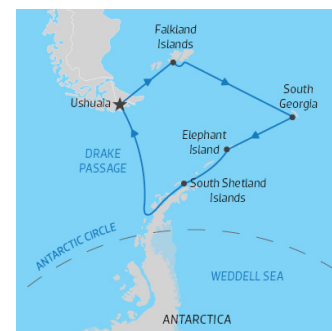 Falkland
Islands
Ushuaia
South
Georgia
Elephant
Island
DRAKE
PASSAGE
South Shetland
Islands
ANTARCTIC CIRCLE
WEDDELL SEA
ANTARCTICA